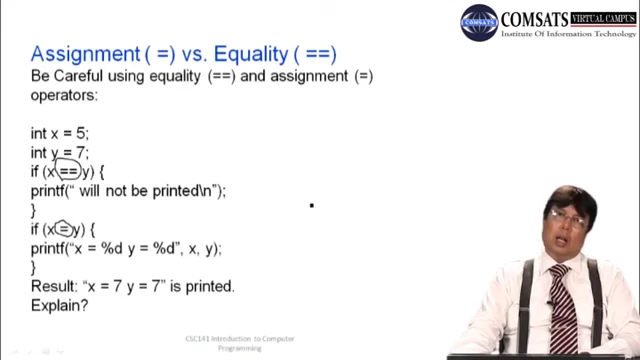 COMSATS VIRTUAL CAMPUS
Institute Of Information Technology
Assignment ( =) vs. Equality ( ==)
Be Careful using equality (==) and assignment (=)
operators:
int x = 5;
int y = 7;
if (x == y) {
printf(“ will not be printed\n”);
}
if (x = y) {
printf(“x = %d y = %d”, x, y);
}
Result: “x = 7 y = 7” is printed.
Explain?
CSC141 Introduction to Computer
Programming